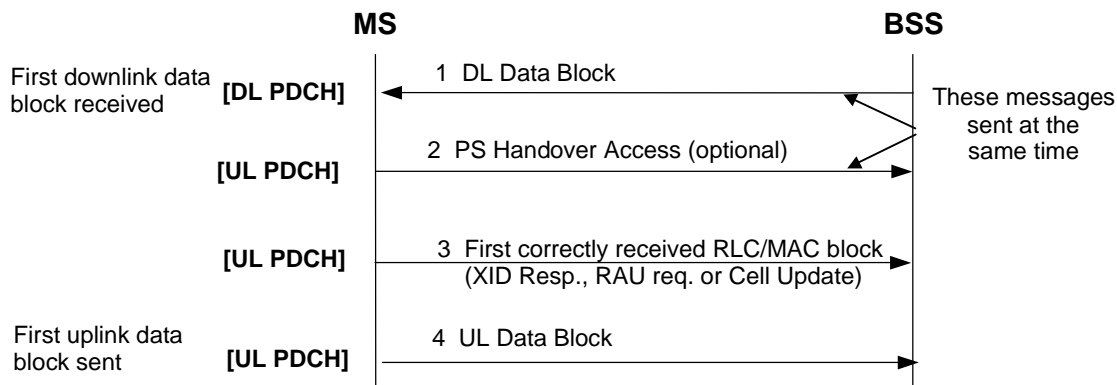 MS
BSS
First downlink data
block received
[DL PDCH]
1 DL Data Block
These messages
sent at the
same time
[UL PDCH]
2 PS Handover Access (optional)
[UL PDCH]
3 First correctly received RLC/MAC block
(XID Resp., RAU req. or Cell Update)
First uplink data
block sent
[UL PDCH]
4 UL Data Block